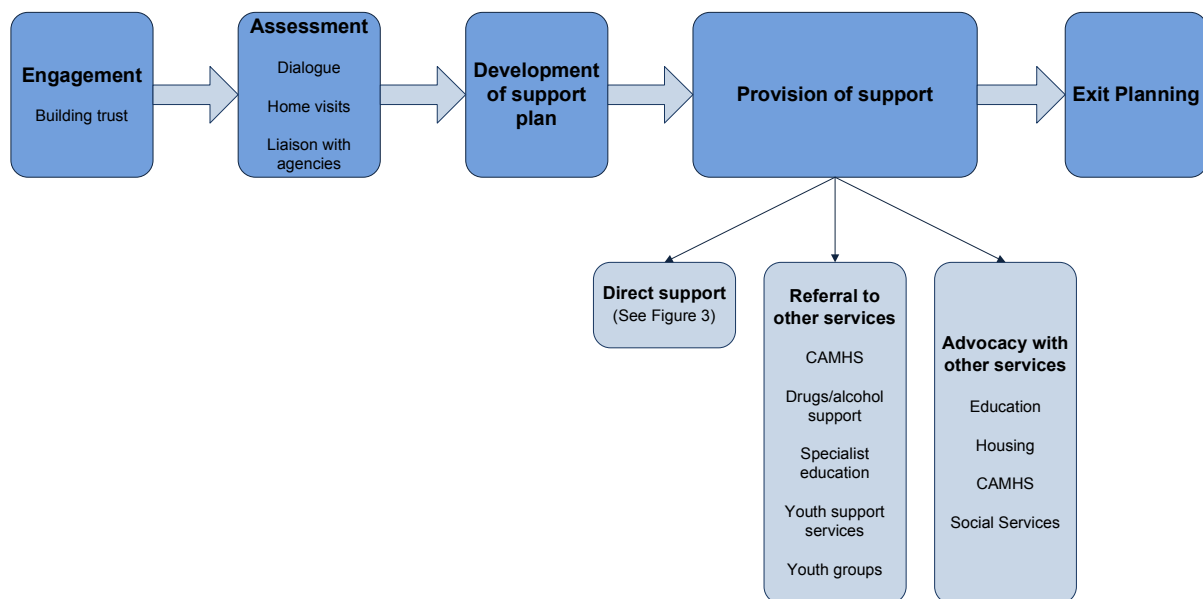 Engagement
Building trust
Assessment
Dialogue
Home visits
Liaison with
agencies
Development
of support
plan
Provision of support
Exit Planning
Direct support
(See Figure 3)
Referral to
other services
CAMHS
Drugs/alcohol
support
Specialist
education
Youth support
services
Youth groups
Advocacy with
other services
Education
Housing
CAMHS
Social Services